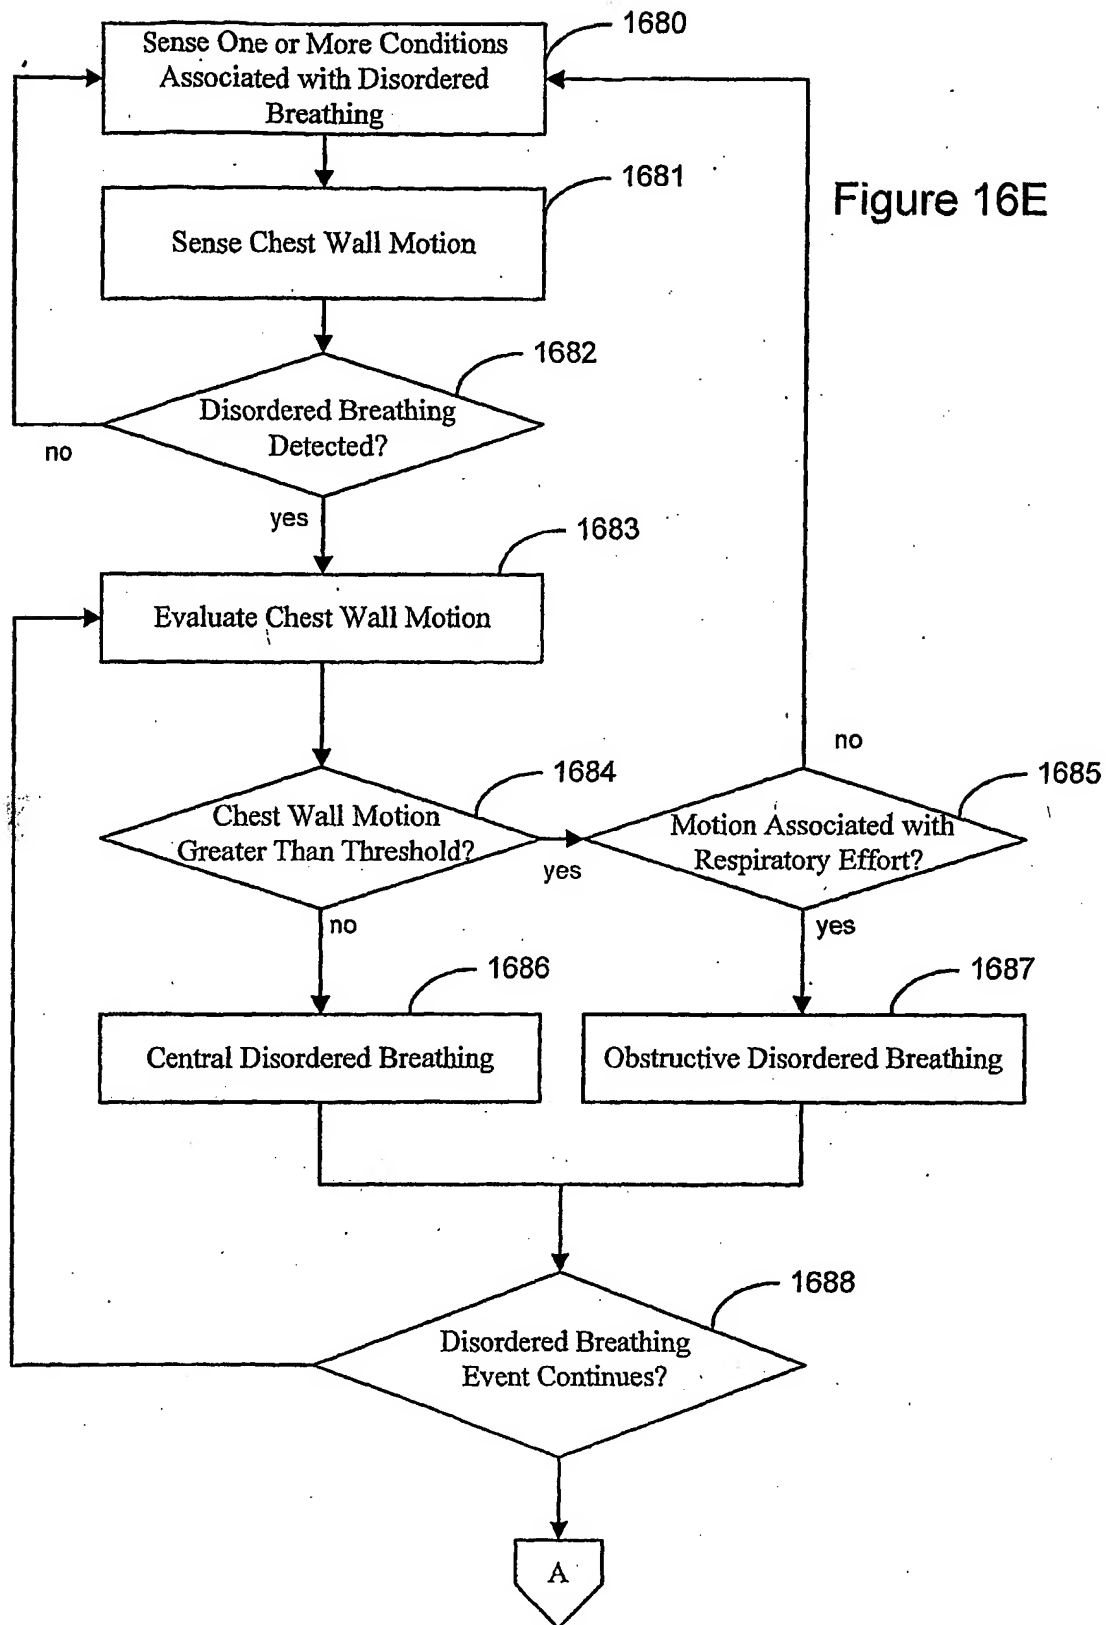 1680
Sense One or More Conditions
Associated with Disordered
Breathing
1681
Sense Chest Wall Motion
Figure 16E
1682
Disordered Breathing
Detected?
no
yes
1683
Evaluate Chest Wall Motion
1684
Chest Wall Motion
Greater Than Threshold?
yes
no
no
1685
Motion Associated with
Respiratory Effort?
yes
1686
Central Disordered Breathing
1687
Obstructive Disordered Breathing
1688
Disordered Breathing
Event Continues?
A